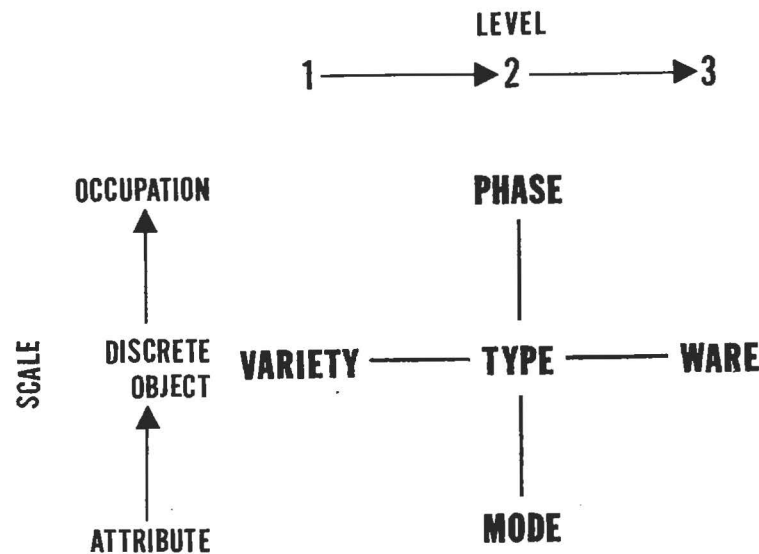 LEVEL
1 2 3
OCCUPATION PHASE
SCALE
DISCRETE
OBJECT
VARIETY TYPE WARE
ATTRIBUTE MODE